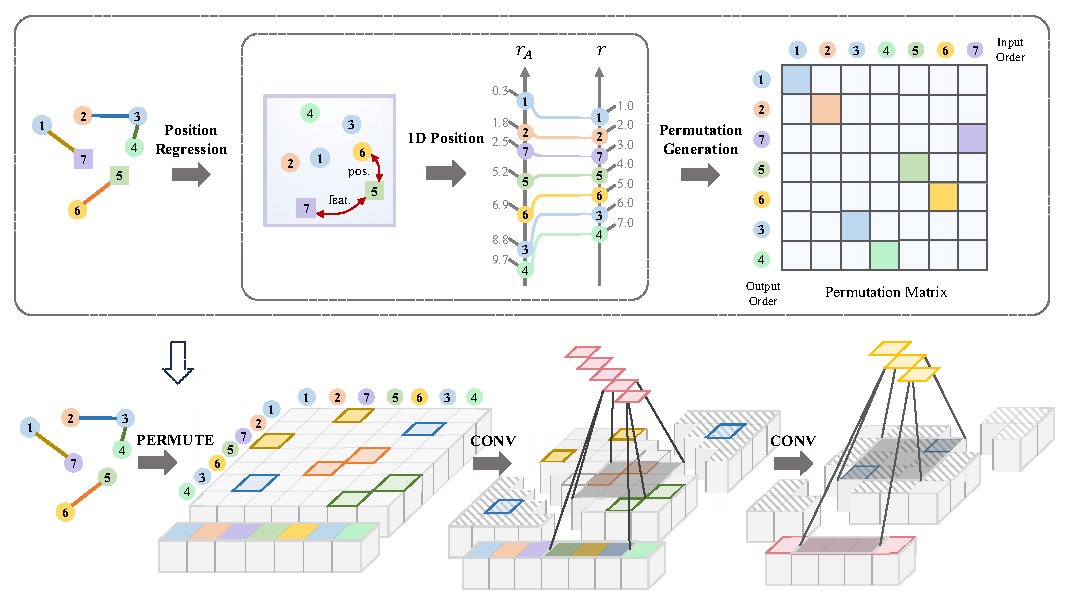 1 2 3 4 7 5 6
Position
Regression
4 3 2 1 6 5 7
pos.
feat.
1D Position
r_A r
0.3 1 1 1.0
1.8 2 2 2.0
2.5 7 7 3.0
5.2 5 5 4.0
6.9 6 6 5.0
8.8 3 3 6.0
9.7 4 4 7.0
Permutation
Generation
1 2 3 4 5 6 7
Input
Order
1
2
7
5
6
3
4
Output
Order
Permutation Matrix
1 2 3 4 7 5 6
PERMUTE
1 2 7 5 6 3 4
1
2
7
5
6
3
4
CONV
CONV